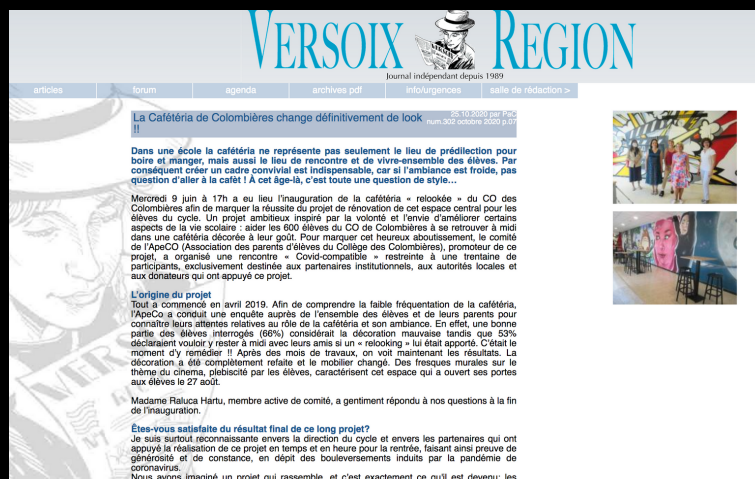 VERSOIX REGION
Journal indépendant depuis 1989
articles forum agenda archives pdf info/urgences salle de rédaction >
La Cafétéria de Colombières change définitivement de look
!!
25.10.2020 par PaC
num.302 octobre 2020 p.07
Dans une école la cafétéria ne représente pas seulement le lieu de prédilection pour
boire et manger, mais aussi le lieu de rencontre et de vivre-ensemble des élèves. Par
conséquent créer un cadre convivial est indispensable, car si l'ambiance est froide, pas
question d'aller à la cafèt ! À cet âge-là, c'est toute une question de style…
Mercredi 9 juin à 17h a eu lieu l'inauguration de la cafétéria « relookée » du CO des
Colombières afin de marquer la réussite du projet de rénovation de cet espace central pour les
élèves du cycle. Un projet ambitieux inspiré par la volonté et l'envie d'améliorer certains
aspects de la vie scolaire : aider les 600 élèves du CO de Colombières à se retrouver à midi
dans une cafétéria décorée à leur goût. Pour marquer cet heureux aboutissement, le comité
de l'ApeCO (Association des parents d'élèves du Collège des Colombières), promoteur de ce
projet, a organisé une rencontre « Covid-compatible » restreinte à une trentaine de
participants, exclusivement destinée aux partenaires institutionnels, aux autorités locales et
aux donateurs qui ont appuyé ce projet.
L'origine du projet
Tout a commencé en avril 2019. Afin de comprendre la faible fréquentation de la cafétéria,
l'ApeCo a conduit une enquête auprès de l'ensemble des élèves et de leurs parents pour
connaître leurs attentes relatives au rôle de la cafétéria et son ambiance. En effet, une bonne
partie des élèves interrogés (66%) considérait la décoration mauvaise tandis que 53%
déclaraient vouloir y rester à midi avec leurs amis si un « relooking » lui était apporté. C'était le
moment d'y remédier !! Après des mois de travaux, on voit maintenant les résultats. La
décoration a été complètement refaite et le mobilier changé. Des fresques murales sur le
thème du cinema, plebiscité par les élèves, caractérisent cet espace qui a ouvert ses portes
aux élèves le 27 août.
Madame Raluca Hartu, membre active de comité, a gentiment répondu à nos questions à la fin
de l'inauguration.
Êtes-vous satisfaite du résultat final de ce long projet?
Je suis surtout reconnaissante envers la direction du cycle et envers les partenaires qui ont
appuyé la réalisation de ce projet en temps et en heure pour la rentrée, faisant ainsi preuve de
générosité et de constance, en dépit des bouleversements induits par la pandémie de
coronavirus.
Nous avons imaginé un projet qui rassemble, et c'est exactement ce qu'il est devenu: les